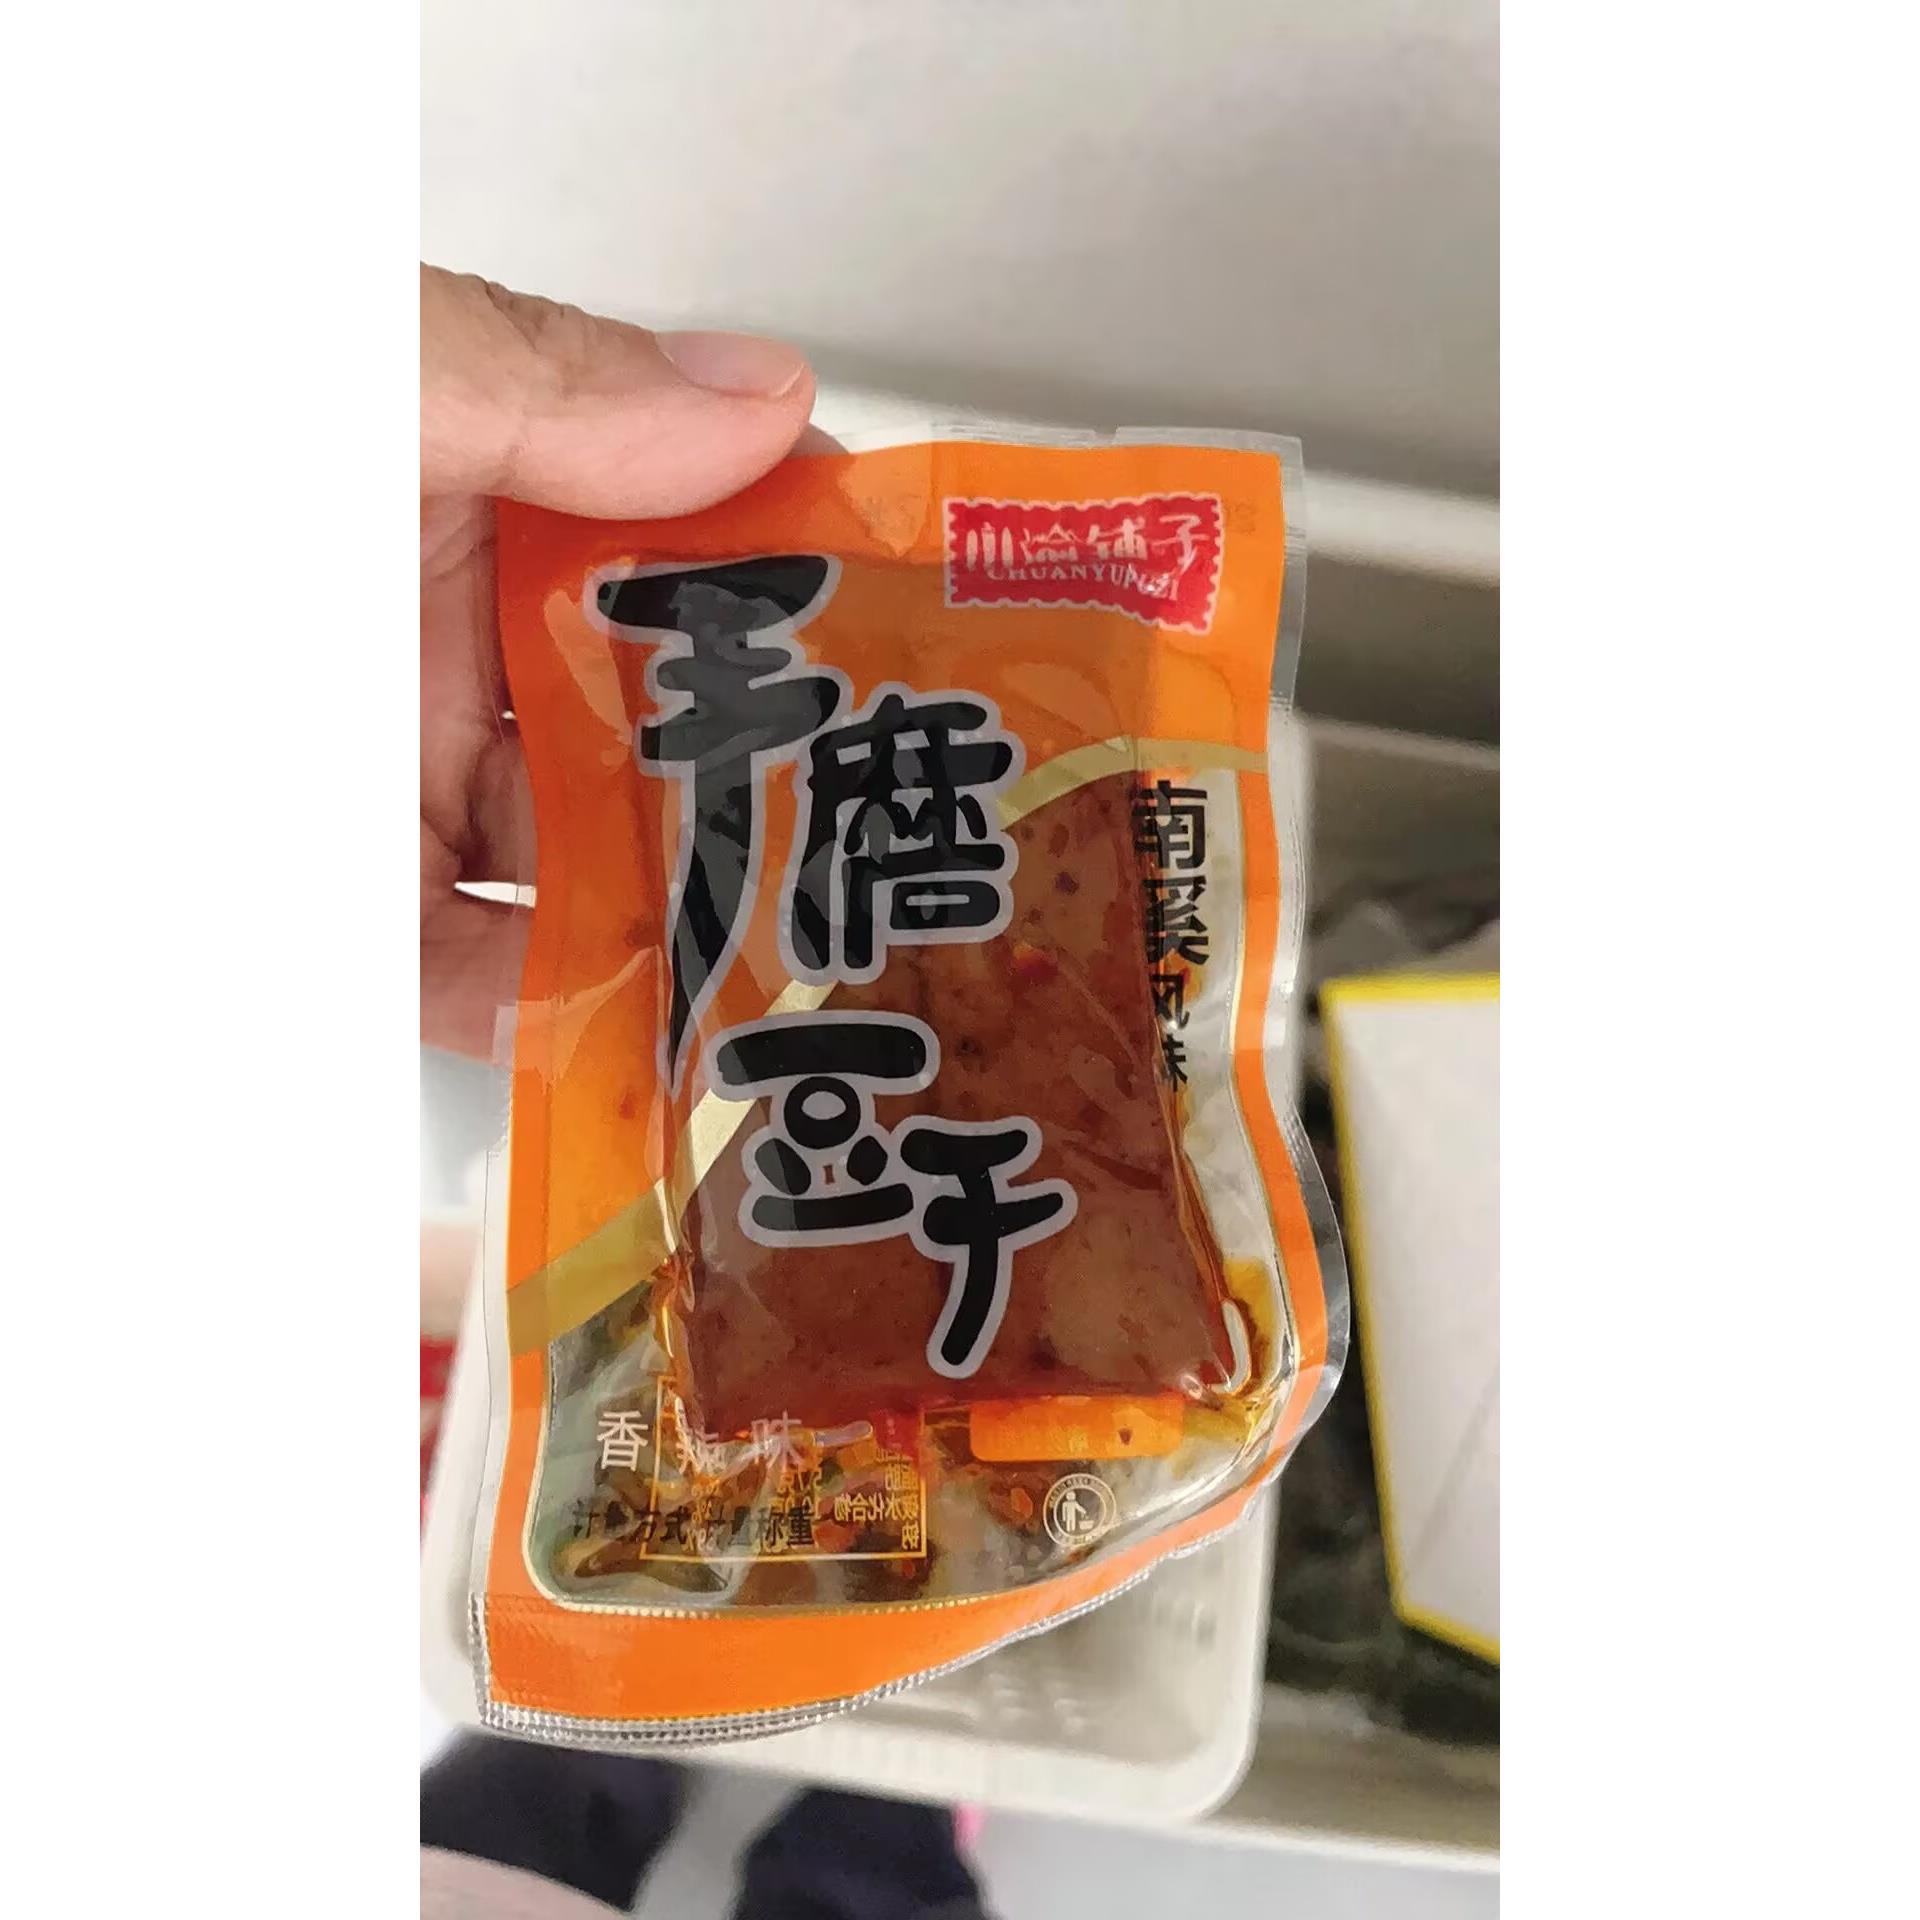 川渝铺子
CHUANYUPUZI
手磨
豆干
南溪风味
香辣味
计量方式:计量称重